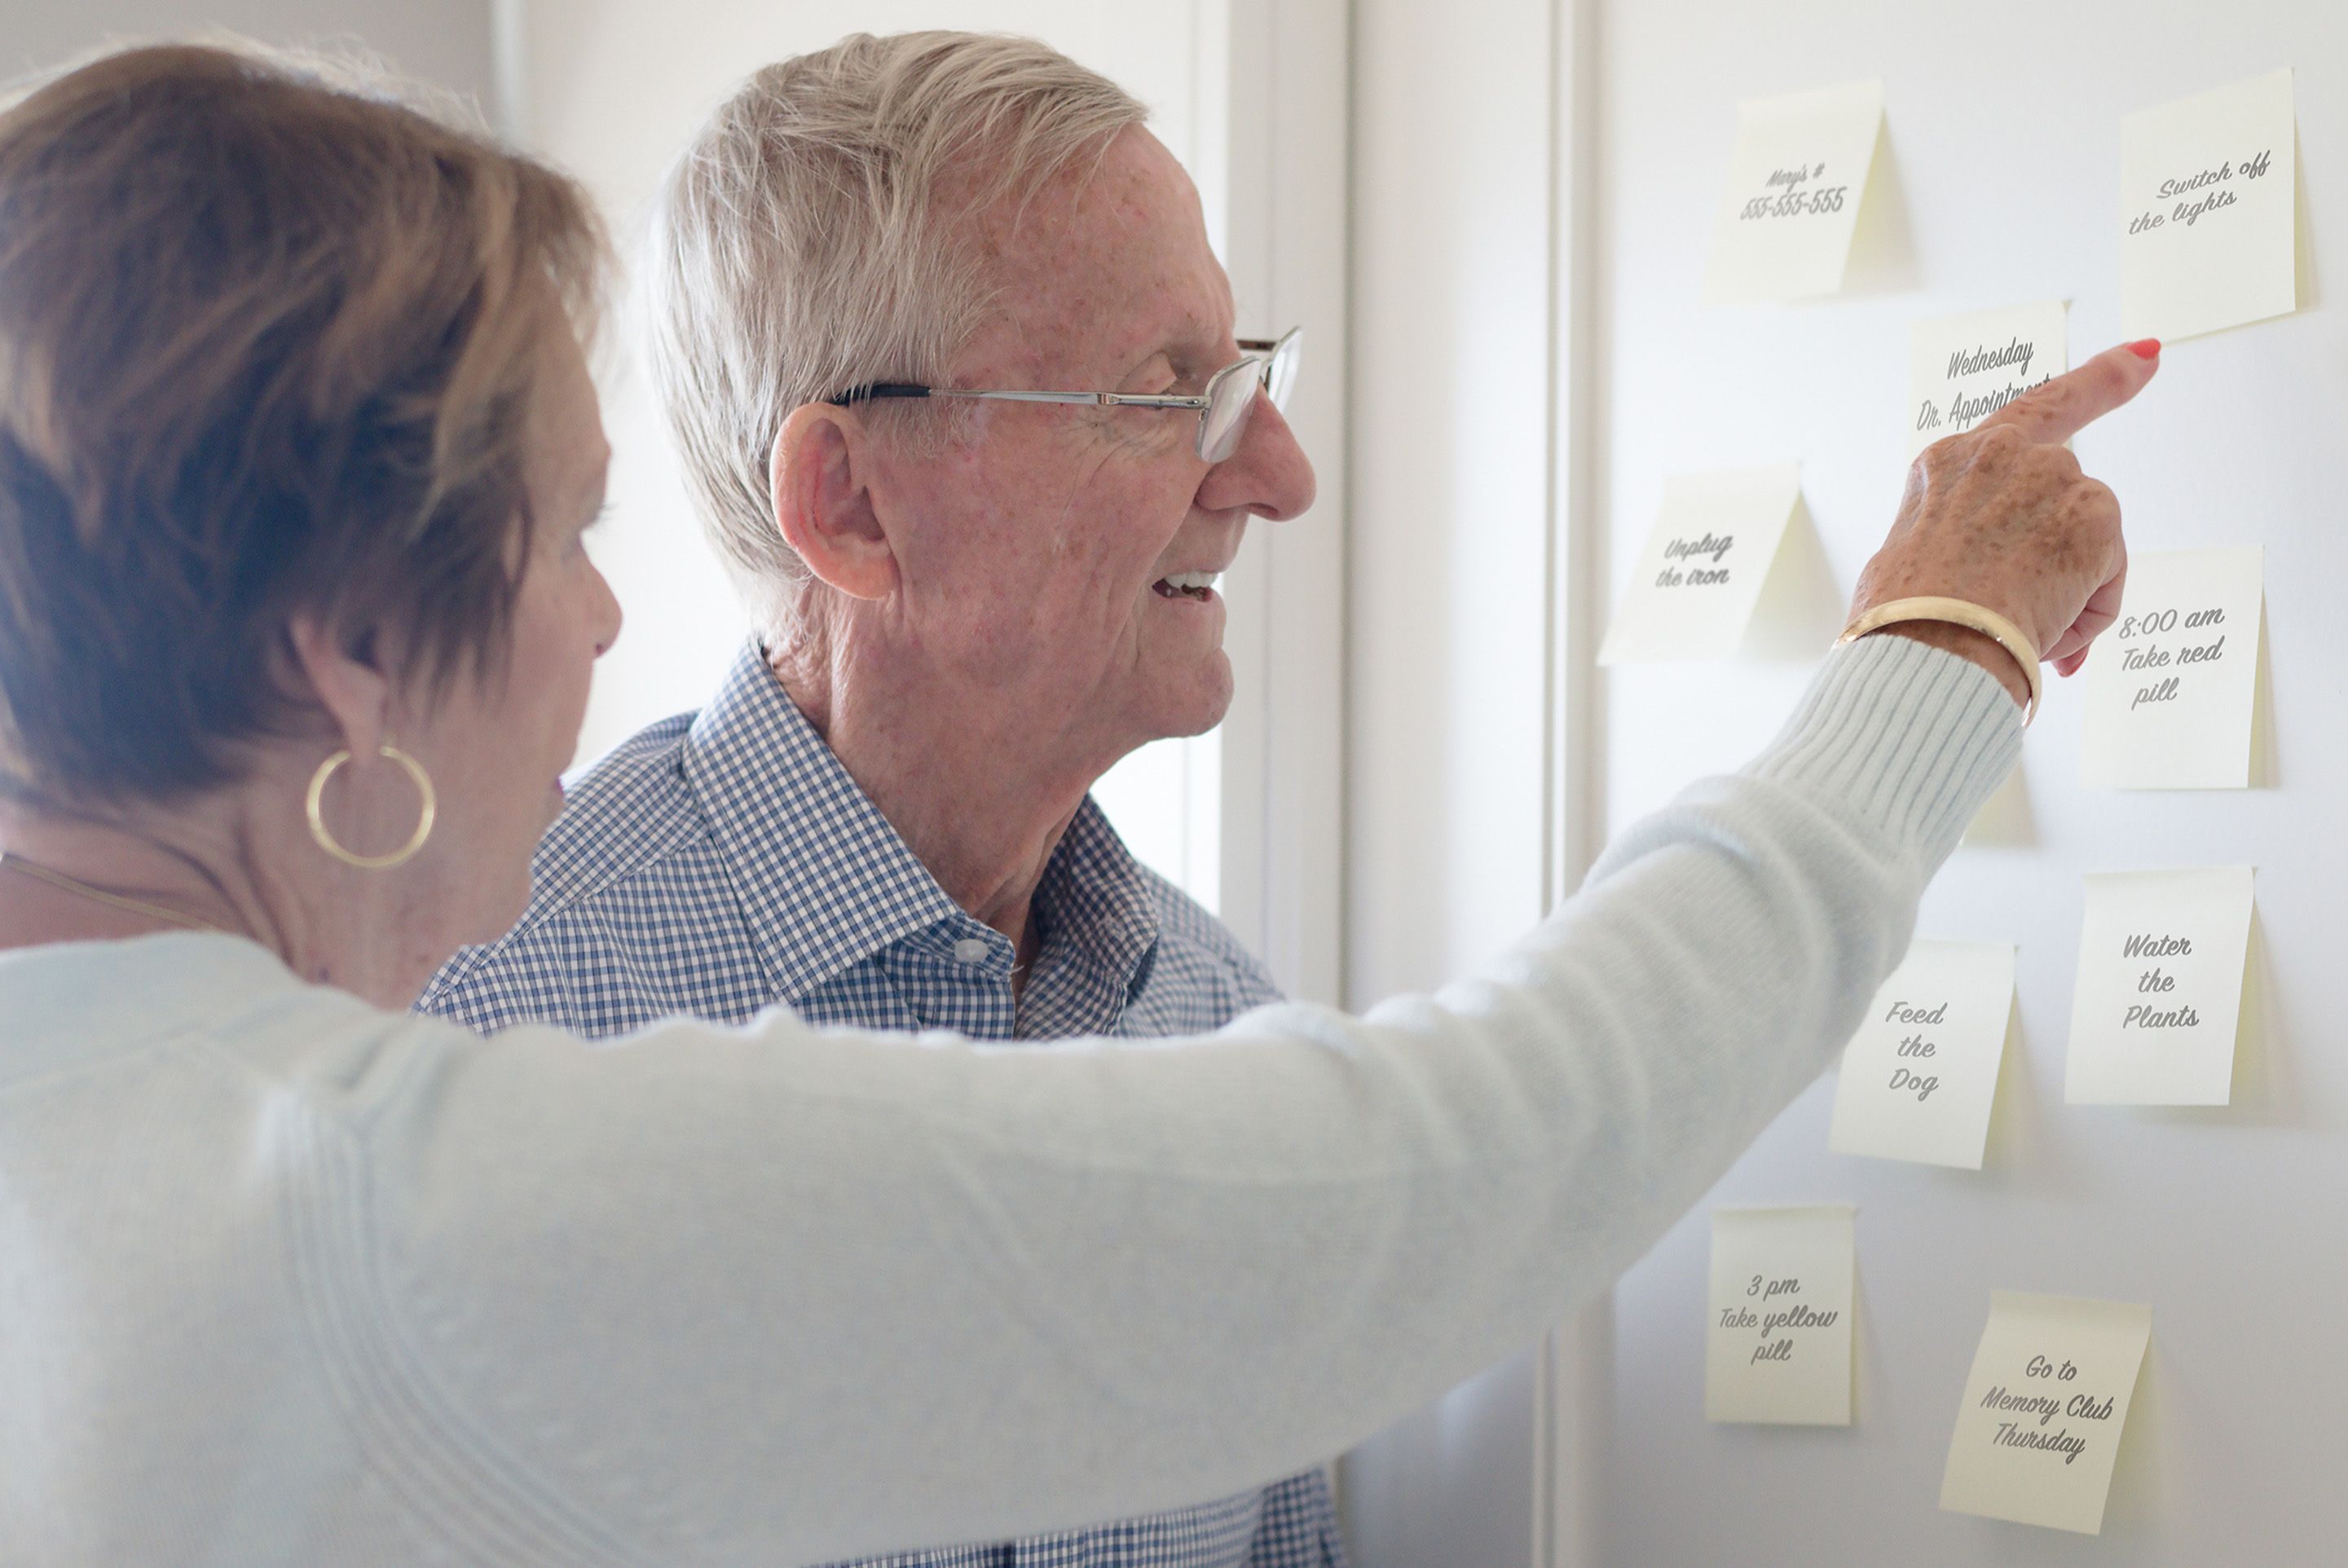 Mary's #
555-555-555
Switch off
the lights
Wednesday
Dr.
Unplug
the iron
8:00 am
Take red
pill
Water
the
Plants
Feed
the
Dog
3 pm
Take yellow
pill
Go to
Memory Club
Thursday